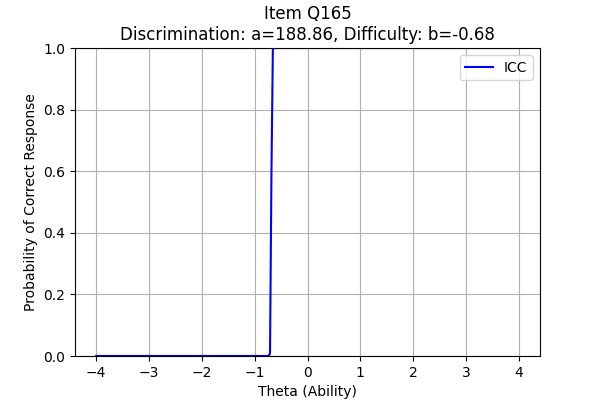 Item Q165
Discrimination: a=188.86, Difficulty: b=-0.68
ICC
Probability of Correct Response
1.0
0.8
0.6
0.4
0.2
0.0
−4 −3 −2 −1 0 1 2 3 4
Theta (Ability)